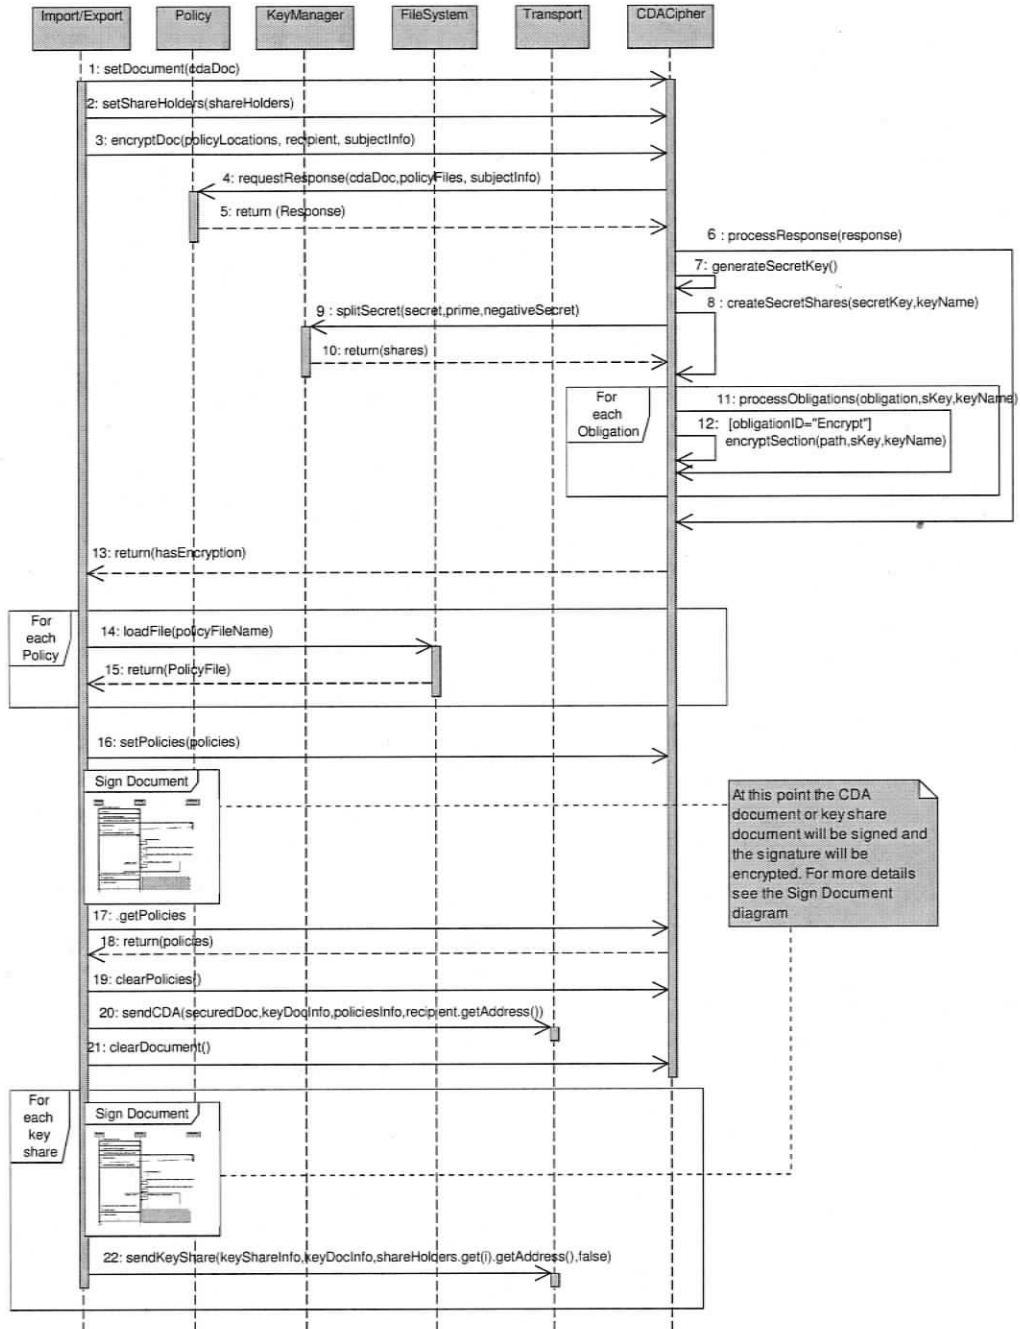 Import/Export
Policy
KeyManager
FileSystem
Transport
CDACipher
1: setDocument(cdaDoc)
2: setShareHolders(shareHolders)
3: encryptDoc(policyLocations, recipient, subjectInfo)
4: requestResponse(cdaDoc,policyFiles, subjectInfo)
5: return (Response)
6 : processResponse(response)
7: generateSecretKey()
8 : createSecretShares(secretKey,keyName)
9 : splitSecret(secret,prime,negativeSecret)
10: return(shares)
For
each
Obligation
11: processObligations(obligation,sKey,keyName)
12: [obligationID="Encrypt"]
encryptSection(path,sKey,keyName)
13: return(hasEncryption)
For
each
Policy
14: loadFile(policyFileName)
15: return(PolicyFile)
16: setPolicies(policies)
Sign Document
At this point the CDA
document or key share
document will be signed and
the signature will be
encrypted. For more details
see the Sign Document
diagram
17: .getPolicies
18: return(policies)
19: clearPolicies()
20: sendCDA(securedDoc,keyDocInfo,policiesInfo,recipient.getAddress())
21: clearDocument()
For
each
key
share
Sign Document
22: sendKeyShare(keyShareInfo,keyDocInfo,shareHolders.get(i).getAddress(),false)